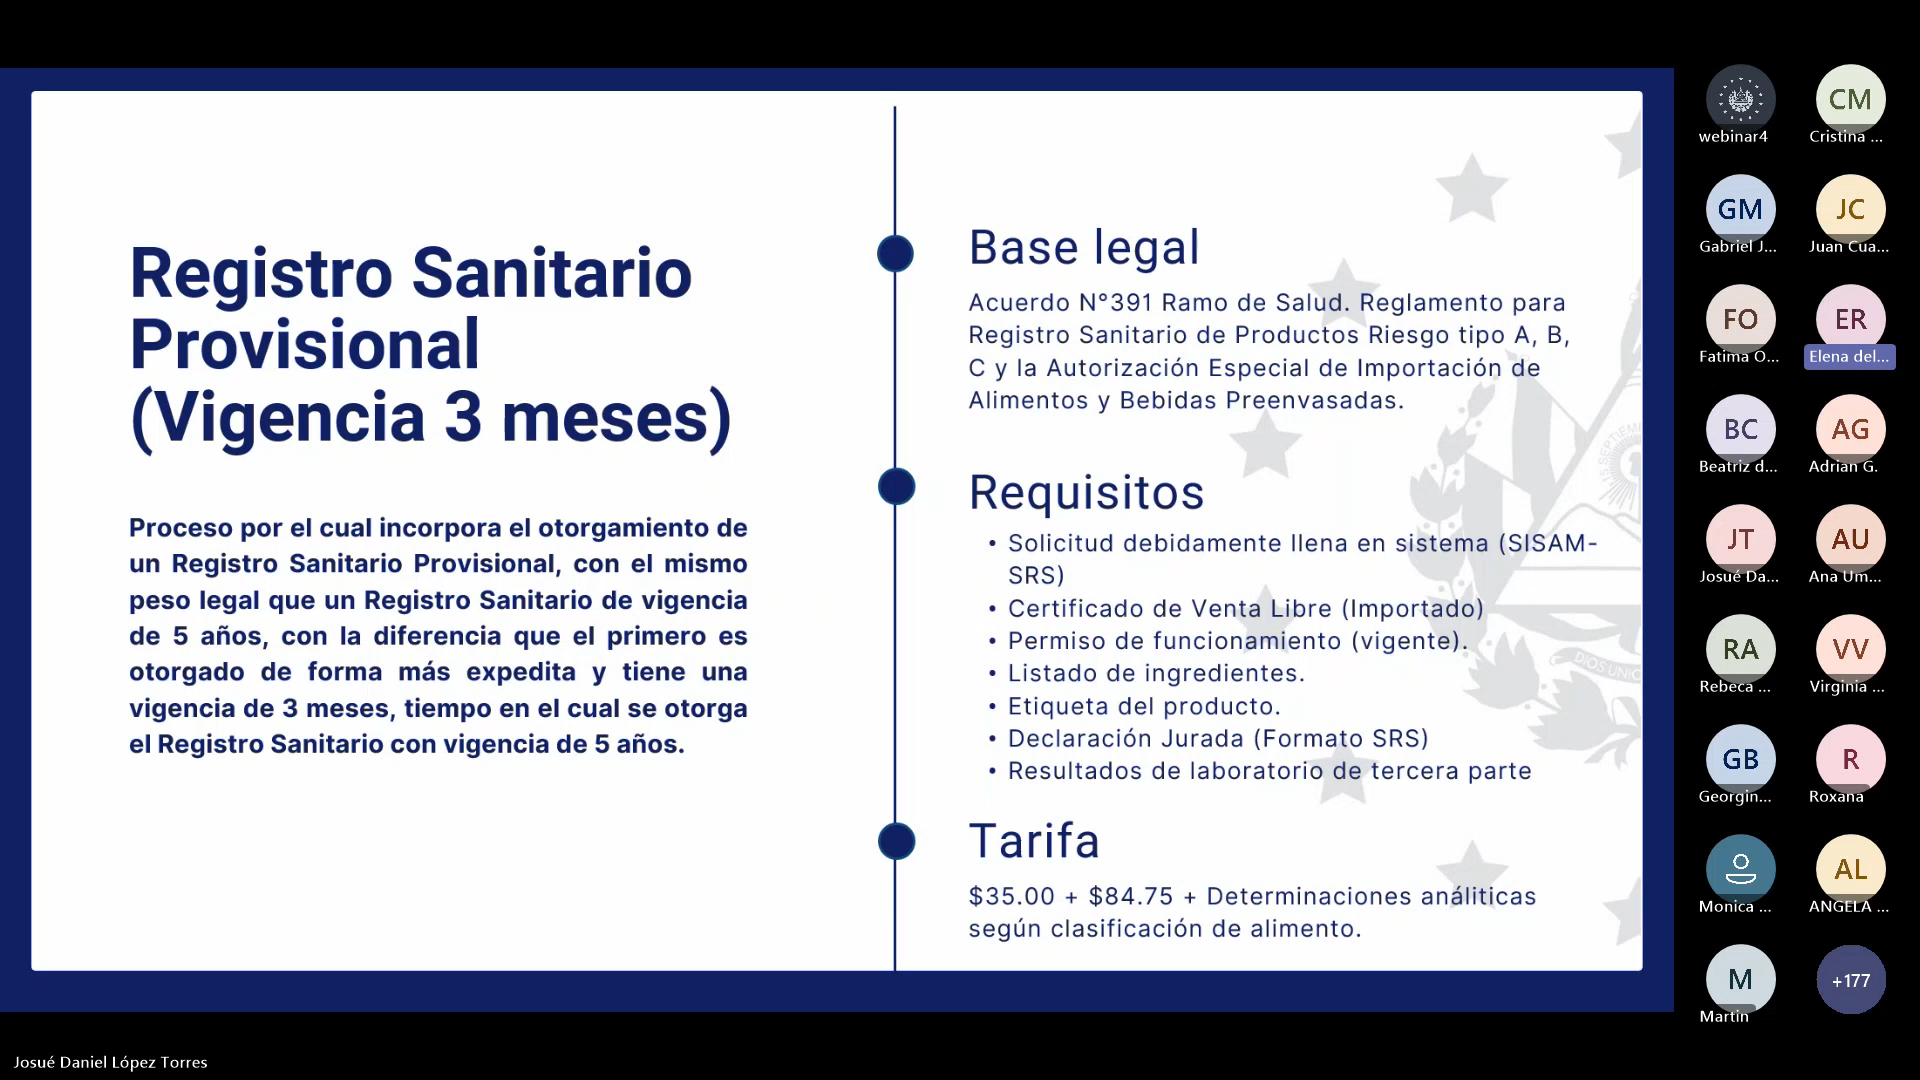 Registro Sanitario
Provisional
(Vigencia 3 meses)
Proceso por el cual incorpora el otorgamiento de
un Registro Sanitario Provisional, con el mismo
peso legal que un Registro Sanitario de vigencia
de 5 años, con la diferencia que el primero es
otorgado de forma más expedita y tiene una
vigencia de 3 meses, tiempo en el cual se otorga
el Registro Sanitario con vigencia de 5 años.
Base legal
Acuerdo N°391 Ramo de Salud. Reglamento para
Registro Sanitario de Productos Riesgo tipo A, B,
C y la Autorización Especial de Importación de
Alimentos y Bebidas Preenvasadas.
Requisitos
• Solicitud debidamente llena en sistema (SISAM-
SRS)
• Certificado de Venta Libre (Importado)
• Permiso de funcionamiento (vigente).
• Listado de ingredientes.
• Etiqueta del producto.
• Declaración Jurada (Formato SRS)
• Resultados de laboratorio de tercera parte
Tarifa
$35.00 + $84.75 + Determinaciones análiticas
según clasificación de alimento.
webinar4
CM
Cristina ...
GM
Gabriel J...
JC
Juan Cua...
FO
Fatima O...
ER
Elena del...
BC
Beatriz d...
AG
Adrian G.
JT
Josué Da...
AU
Ana Um...
RA
Rebeca ...
VV
Virginia ...
GB
Georgin...
R
Roxana
Monica ...
AL
ANGELA ...
M
Martin
+177
Josué Daniel López Torres